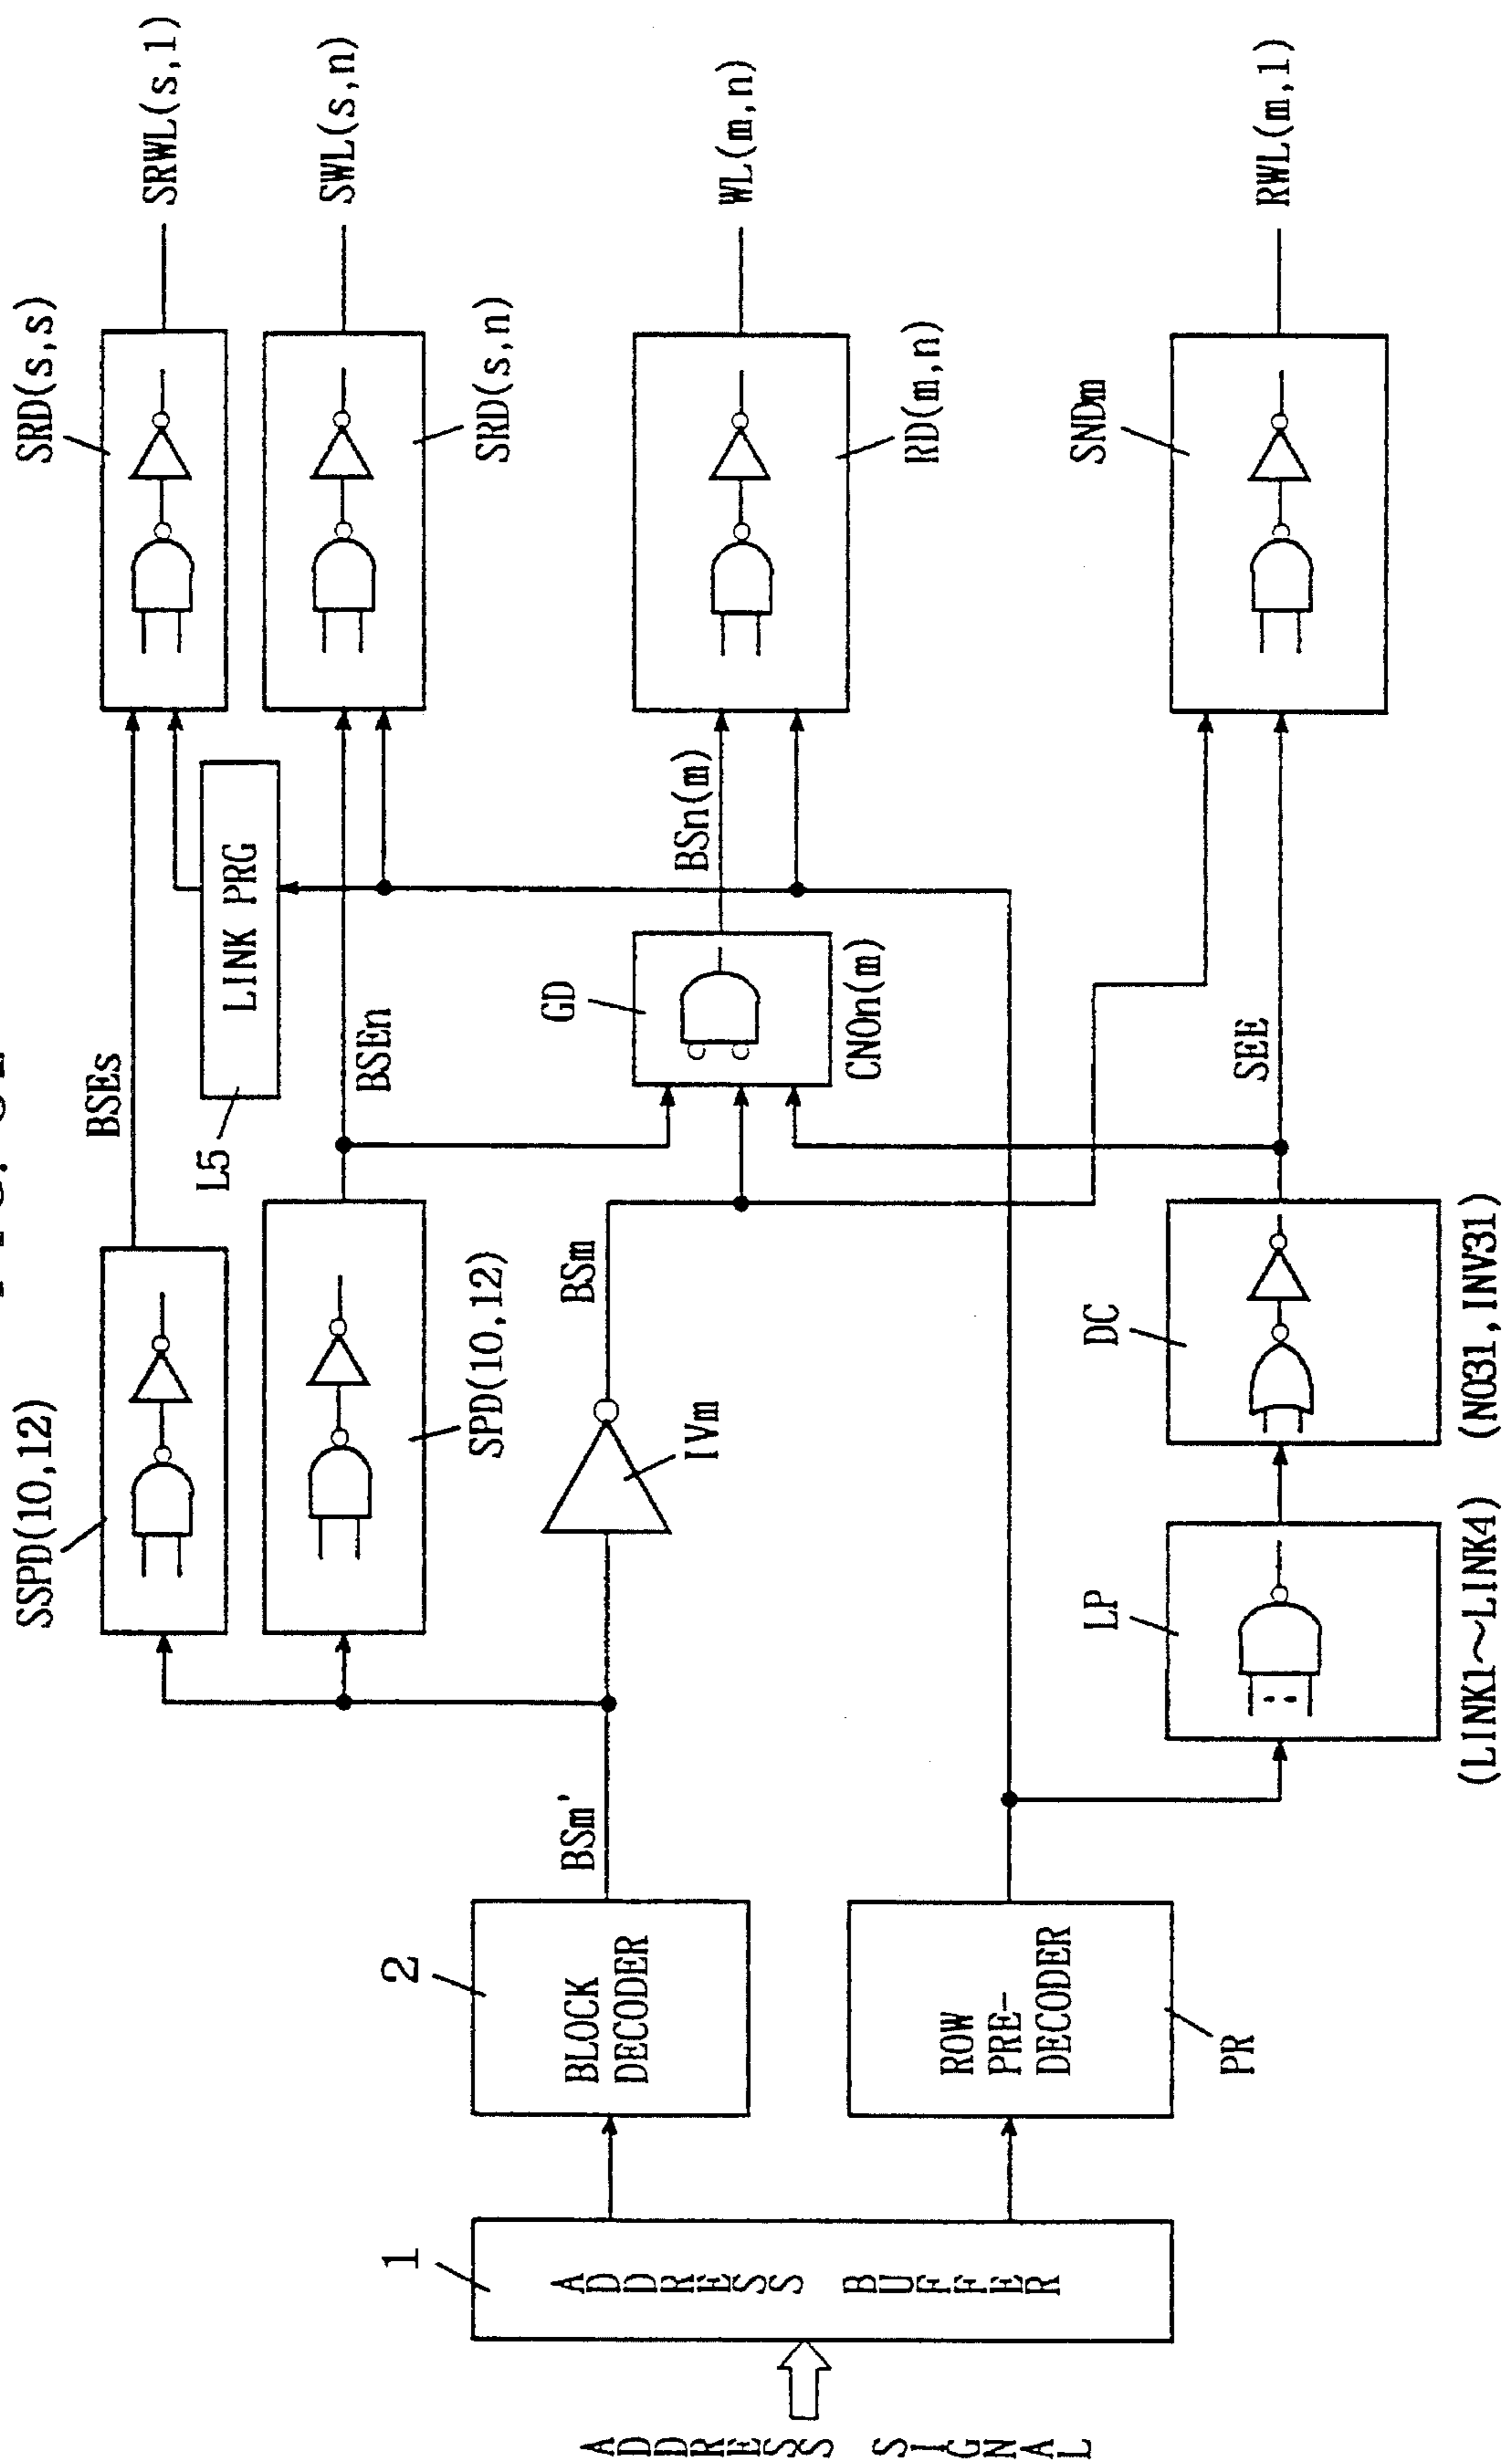 SRWL(s,1)
SWL(s,n)
WL(m,n)
RWL(m,1)
SRD(s,s)
SRD(s,n)
RD(m,n)
SNDm
BSEs
LINK PRG
L5
BSEn
BSn(m)
GD
CNOn(m)
SEE
SSPD(10,12)
SPD(10,12)
BSm
IVm
DC
(NO31,INV31)
LP
(LINK1~LINK4)
BSm'
2
BLOCK
DECODER
ROW
PRE-
DECODER
PR
1
ADDRESS BUFFER
ADDRESS SIGNAL